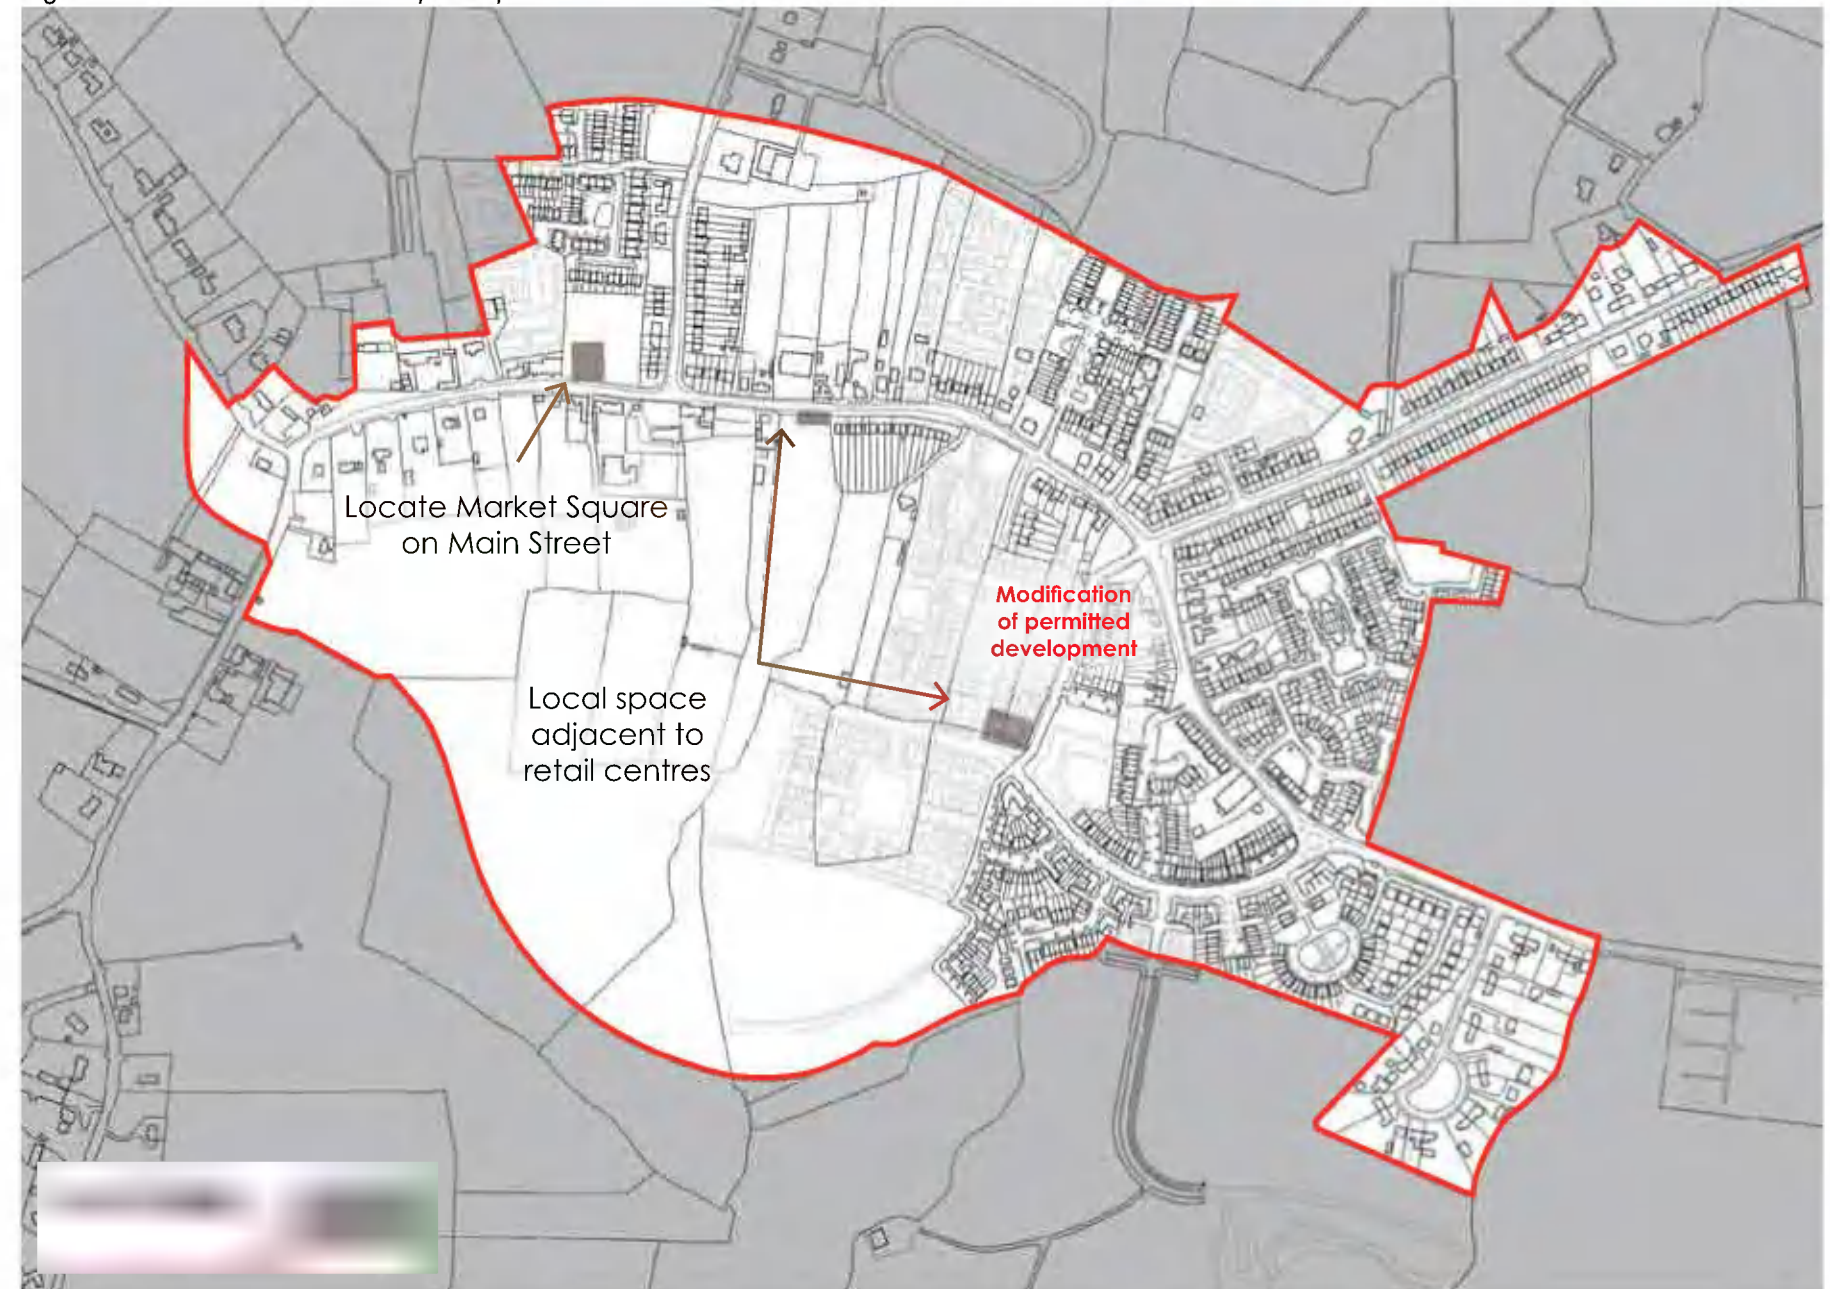 Locate Market Square
on Main Street
Modification
of permitted
development
Local space
adjacent to
retail centres